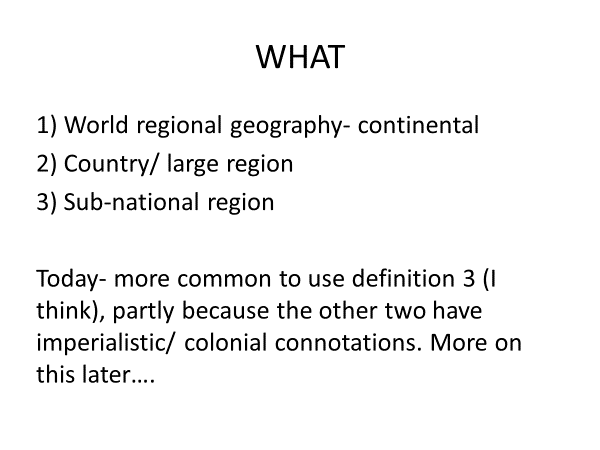 WHAT
1) World regional geography- continental
2) Country/ large region
3) Sub-national region
Today- more common to use definition 3 (I
think), partly because the other two have
imperialistic/ colonial connotations. More on
this later….